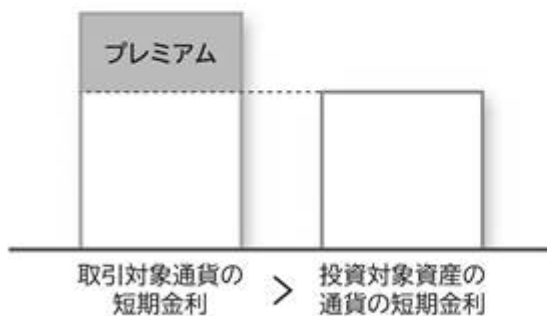 プレミアム
取引対象通貨の
短期金利
>
投資対象資産の
通貨の短期金利